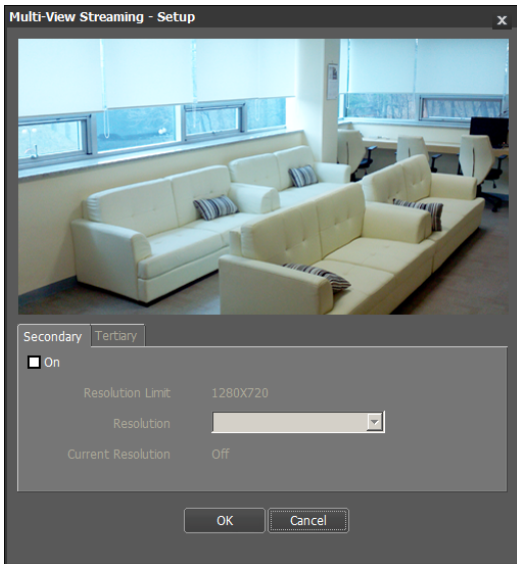 Multi-View Streaming - Setup
x
Secondary Tertiary
On
Resolution Limit 1280X720
Resolution
Current Resolution Off
OK Cancel